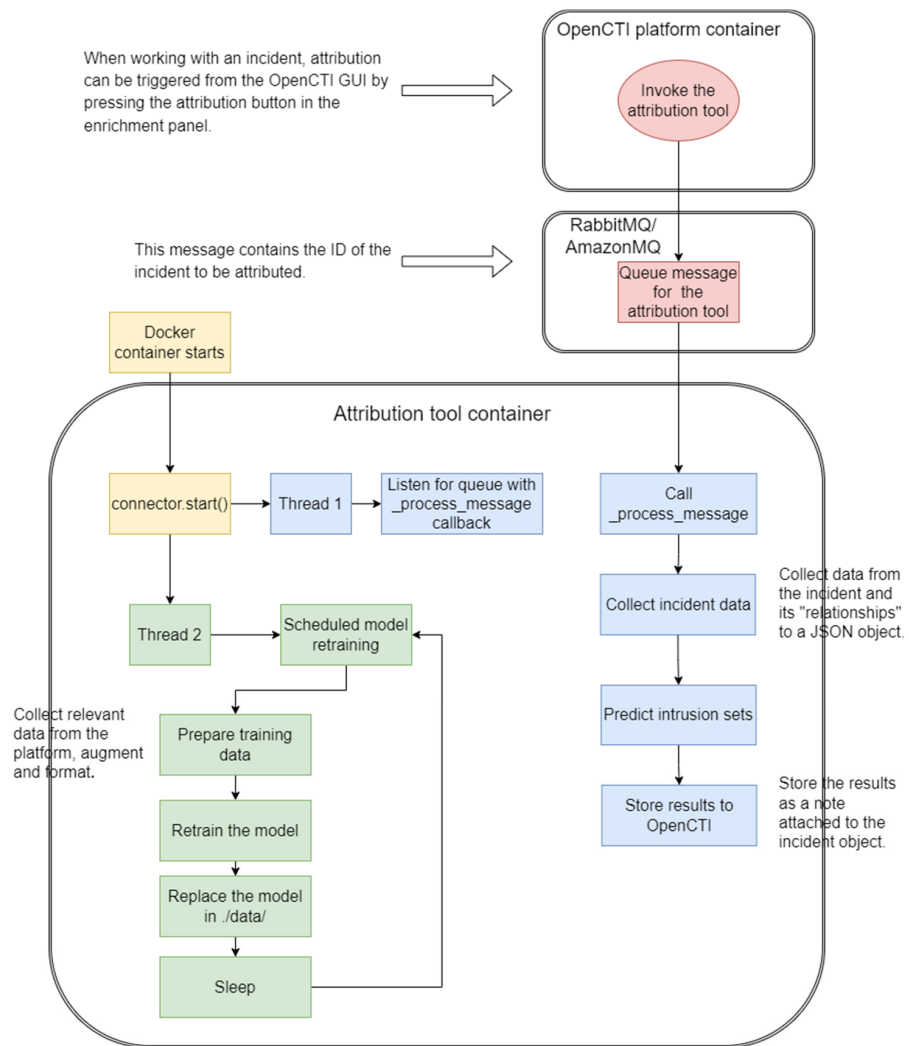 OpenCTI platform container
When working with an incident, attribution
can be triggered from the OpenCTI GUI by
pressing the attribution button in the
enrichment panel.
Invoke the
attribution tool
RabbitMQ/
AmazonMQ
This message contains the ID of the
incident to be attributed.
Queue message
for the
attribution tool
Docker
container starts
Attribution tool container
connector.start()
Thread 1
Listen for queue with
_process_message
callback
Call
_process_message
Collect incident data
Collect data from
the incident and
its "relationships"
to a JSON object.
Thread 2
Scheduled model
retraining
Collect relevant
data from the
platform, augment
and format.
Prepare training
data
Predict intrusion sets
Retrain the model
Store results to
OpenCTI
Store the results
as a note
attached to the
incident object.
Replace the model
in ./data/
Sleep